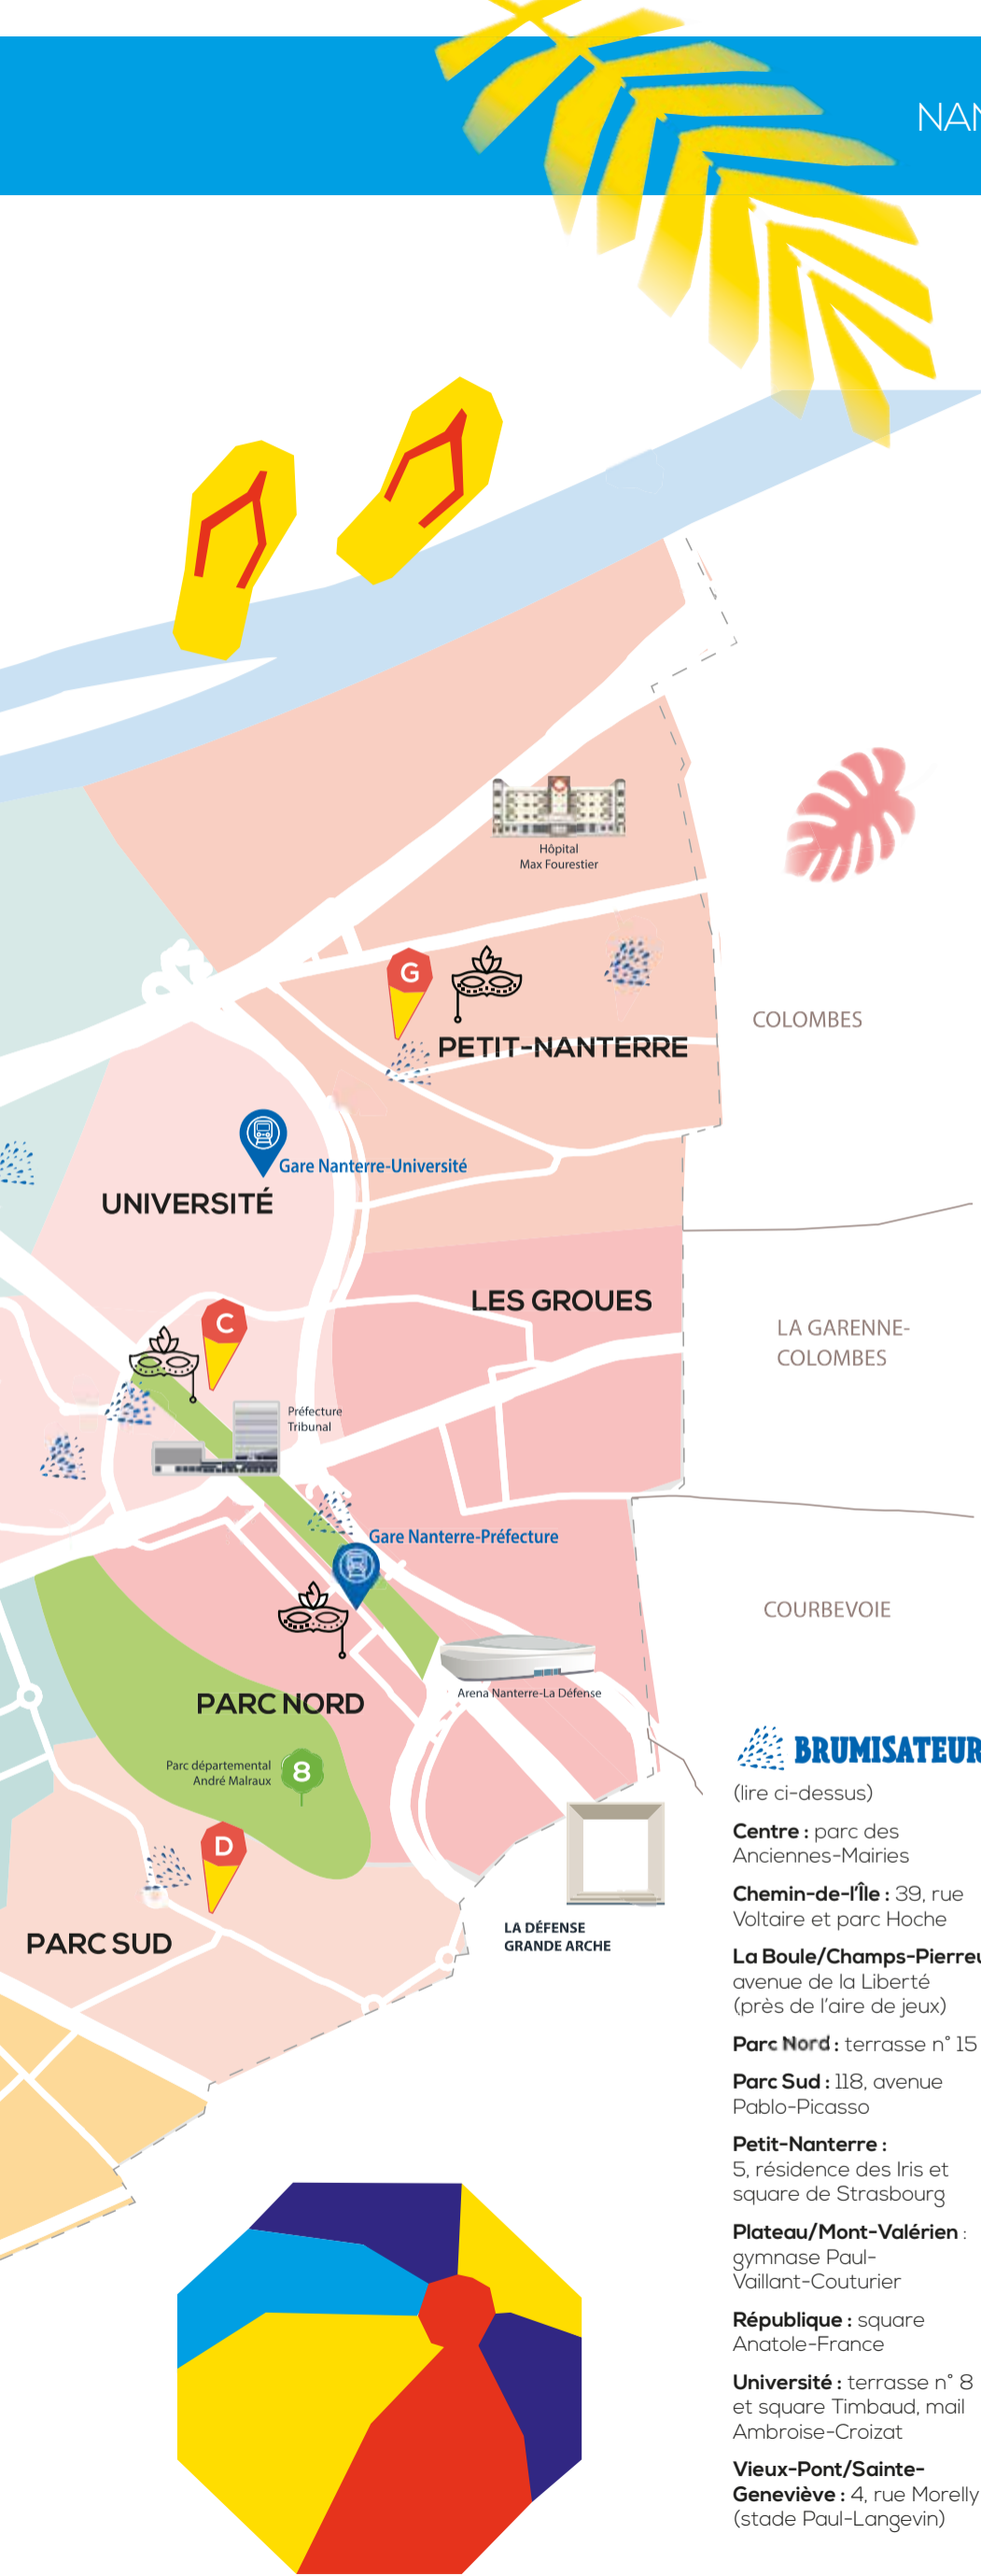 NAN
Hôpital
Max Fourestier
G
PETIT-NANTERRE
COLOMBES
Gare Nanterre-Université
UNIVERSITÉ
LES GROUES
C
LA GARENNE-
COLOMBES
Préfecture
Tribunal
Gare Nanterre-Préfecture
COURBEVOIE
Arena Nanterre-La Défense
PARC NORD
Parc départemental
André Malraux
8
D
LA DÉFENSE
GRANDE ARCHE
PARC SUD
BRUMISATEUR
(lire ci-dessus)
Centre : parc des
Anciennes-Mairies
Chemin-de-l'Île : 39, rue
Voltaire et parc Hoche
La Boule/Champs-Pierreu
avenue de la Liberté
(près de l'aire de jeux)
Parc Nord : terrasse n° 15
Parc Sud : 118, avenue
Pablo-Picasso
Petit-Nanterre :
5, résidence des Iris et
square de Strasbourg
Plateau/Mont-Valérien :
gymnase Paul-
Vaillant-Couturier
République : square
Anatole-France
Université : terrasse n° 8
et square Timbaud, mail
Ambroise-Croizat
Vieux-Pont/Sainte-
Geneviève : 4, rue Morelly
(stade Paul-Langevin)